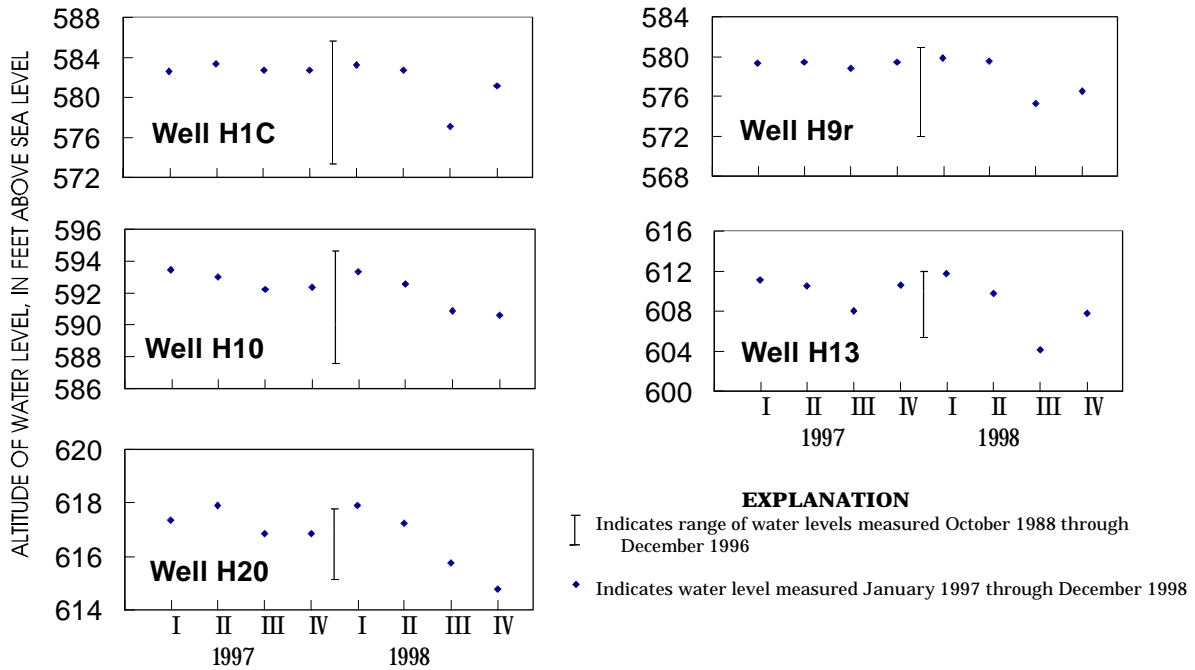 ALTITUDE OF WATER LEVEL, IN FEET ABOVE SEA LEVEL
588
584
580
576
572
Well H1C
584
580
576
572
568
Well H9r
596
594
592
590
588
586
Well H10
616
612
608
604
600
Well H13
I II III IV I II III IV
1997 1998
620
618
616
614
Well H20
I II III IV I II III IV
1997 1998
EXPLANATION
Indicates range of water levels measured October 1988 through
December 1996
Indicates water level measured January 1997 through December 1998